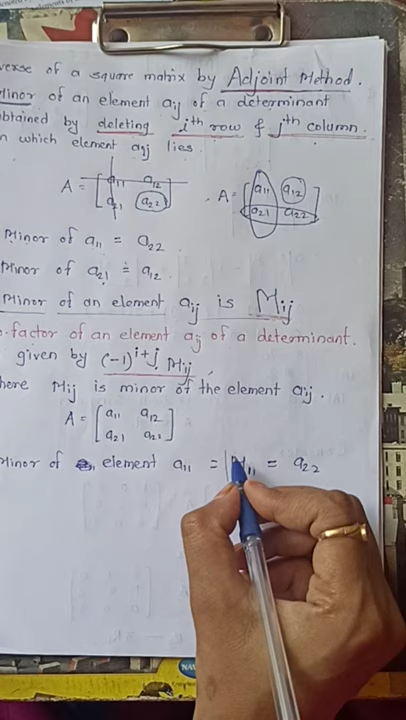 verse of a square matrix by Adjoint Method.
Minor of an element aij of a determinant
obtained by deleting ith row & jth column.
in which element aij lies.
A = [ a11 a12
a21 a22 ]
A = [ a11 a12
a21 a22 ]
Minor of a11 = a22
Minor of a21 = a12
Minor of an element aij is Mij
o-factor of an element aij of a determinant.
given by (-1)^i+j Mij
here Mij is minor of the element aij.
A = [ a11 a12
a21 a22 ]
Minor of element a11 = M11 = a22